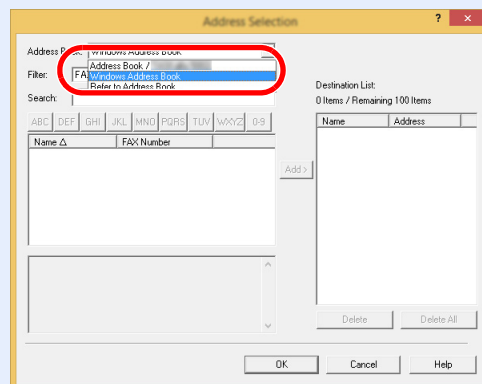 Address Selection
? ×
Address Book: Windows Address Book
Address Book /
Windows Address Book
Refer to Address Book
Filter: FA
Search:
Destination List:
0 Items / Remaining 100 Items
ABC DEF GHI JKL MNO PQRS TUV WXYZ 0-9
Name FAX Number
Name Address
Add >
Delete Delete All
OK Cancel Help